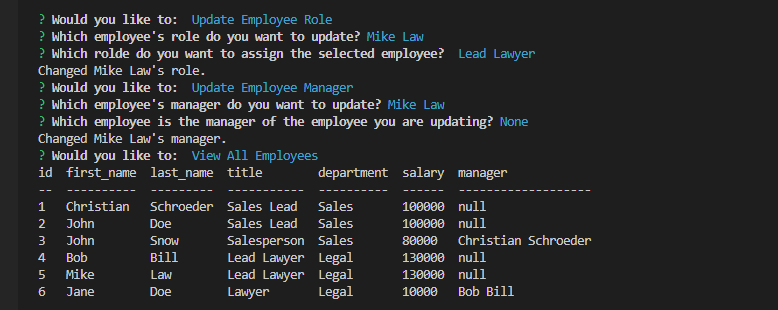 ? Would you like to:  Update Employee Role
? Which employee's role do you want to update? Mike Law
? Which rolde do you want to assign the selected employee?  Lead Lawyer
Changed Mike Law's role.
? Would you like to:  Update Employee Manager
? Which employee's manager do you want to update? Mike Law
? Which employee is the manager of the employee you are updating? None
Changed Mike Law's manager.
? Would you like to:  View All Employees
id  first_name  last_name  title        department  salary  manager
--  ----------  ---------  -----------  ----------  ------  -------------------
1   Christian   Schroeder  Sales Lead   Sales       100000  null
2   John        Doe        Sales Lead   Sales       100000  null
3   John        Snow       Salesperson  Sales       80000   Christian Schroeder
4   Bob         Bill       Lead Lawyer  Legal       130000  null
5   Mike        Law        Lead Lawyer  Legal       130000  null
6   Jane        Doe        Lawyer       Legal       10000   Bob Bill